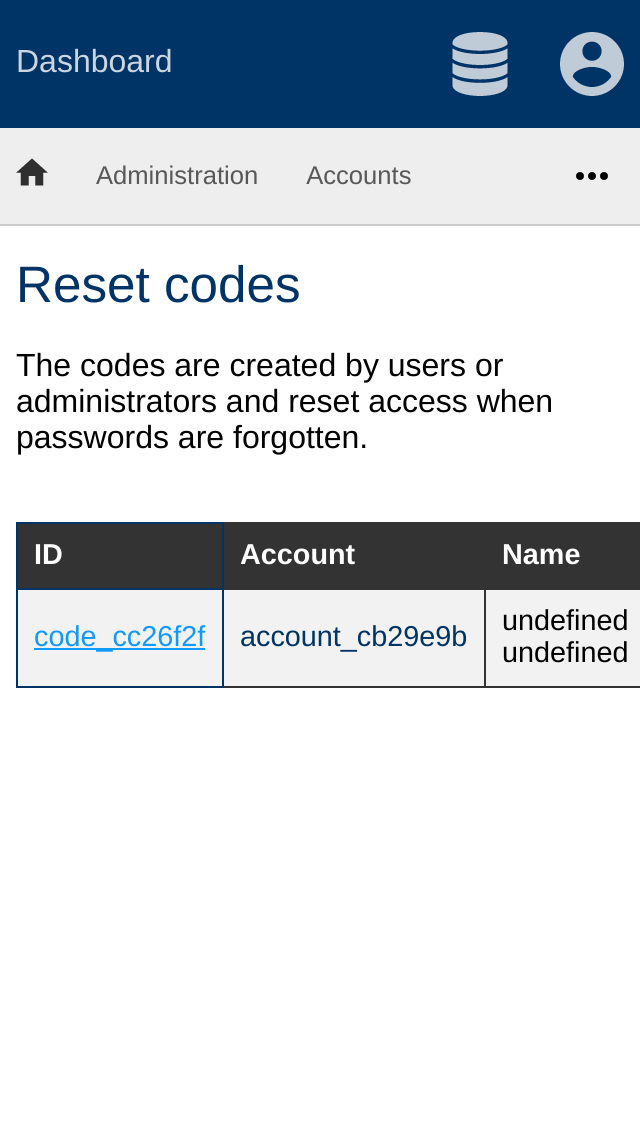 Dashboard
Administration Accounts
Reset codes
The codes are created by users or
administrators and reset access when
passwords are forgotten.
ID Account Name
code_cc26f2f account_cb29e9b undefined
undefined